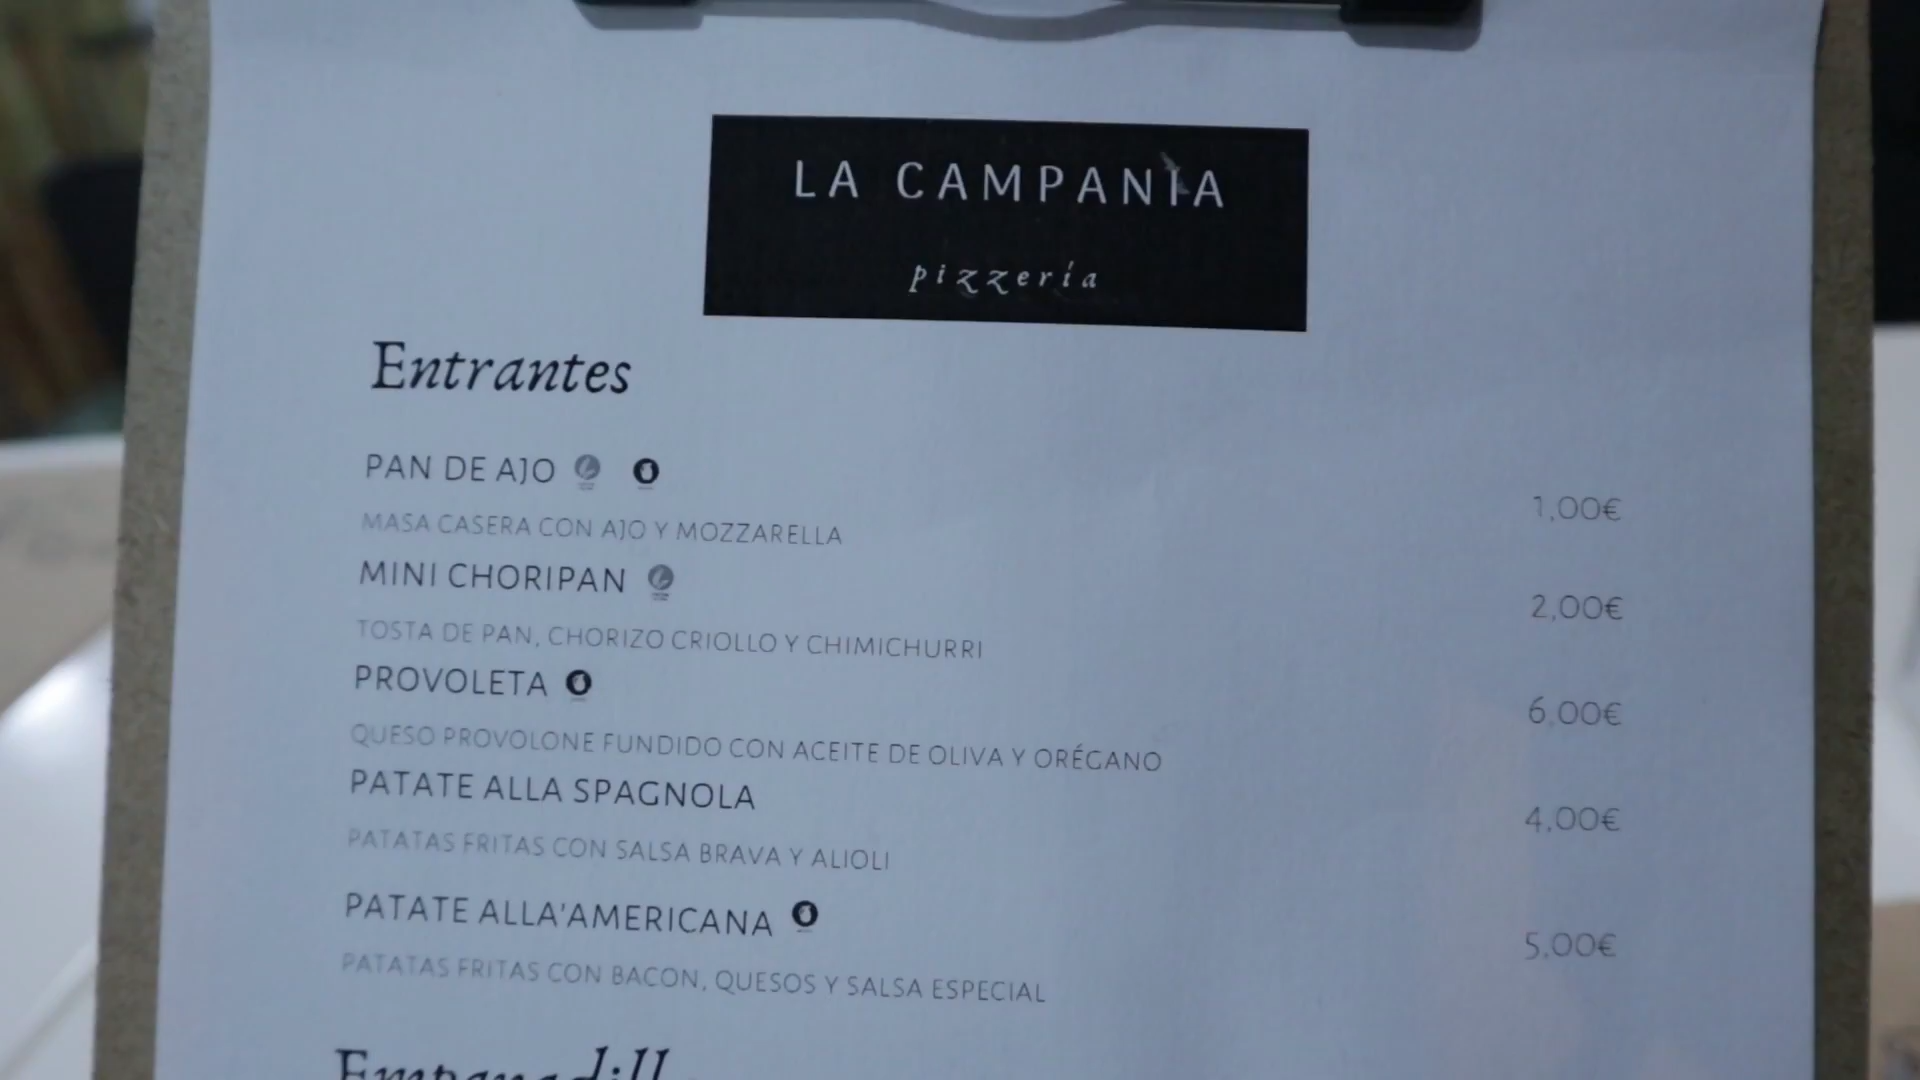 LA CAMPANIA
pizzería
Entrantes
PAN DE AJO
1,00€
MASA CASERA CON AJO Y MOZZARELLA
MINI CHORIPAN
2,00€
TOSTA DE PAN, CHORIZO CRIOLLO Y CHIMICHURRI
PROVOLETA
6,00€
QUESO PROVOLONE FUNDIDO CON ACEITE DE OLIVA Y ORÉGANO
PATATE ALLA SPAGNOLA
4,00€
PATATAS FRITAS CON SALSA BRAVA Y ALIOLI
PATATE ALLA'AMERICANA
5,00€
PATATAS FRITAS CON BACON, QUESOS Y SALSA ESPECIAL